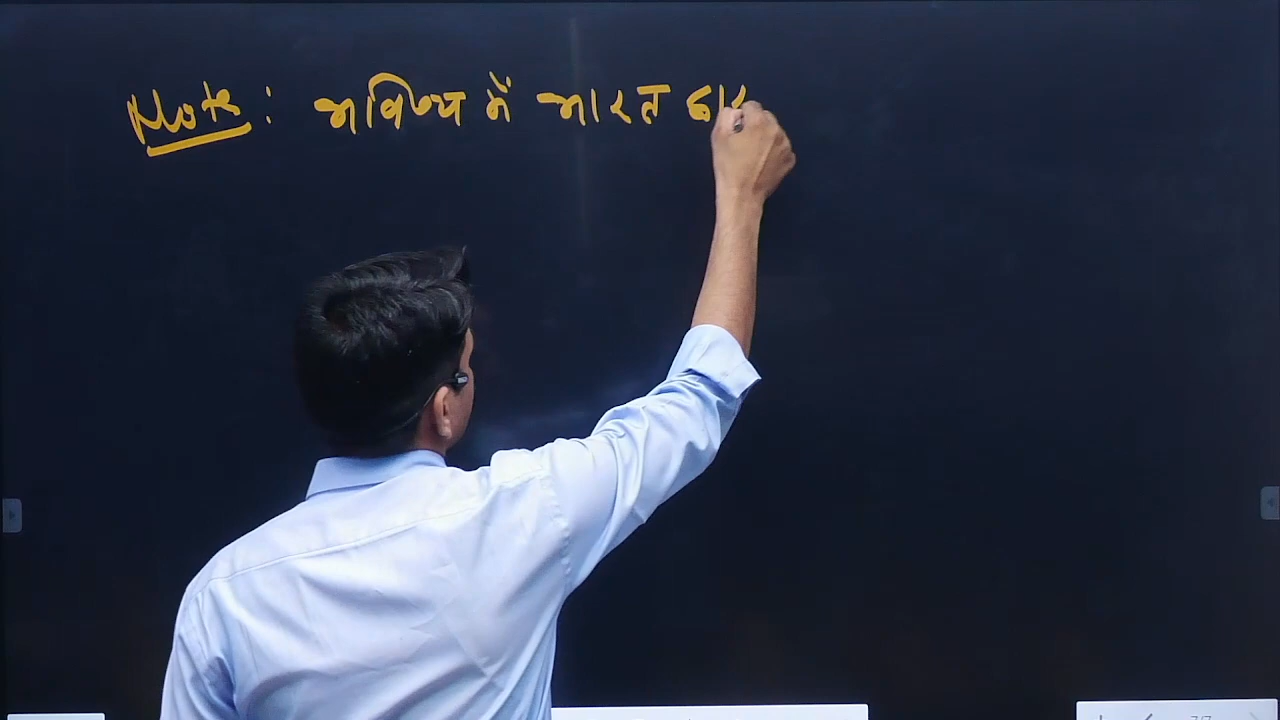 Note : भविष्य में भारत द्वार